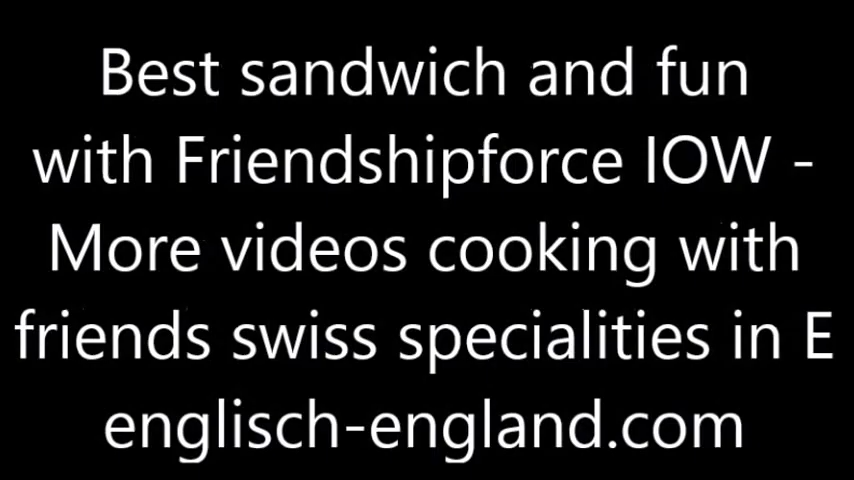 Best sandwich and fun
with Friendshipforce IOW -
More videos cooking with
friends swiss specialities in E
englisch-england.com